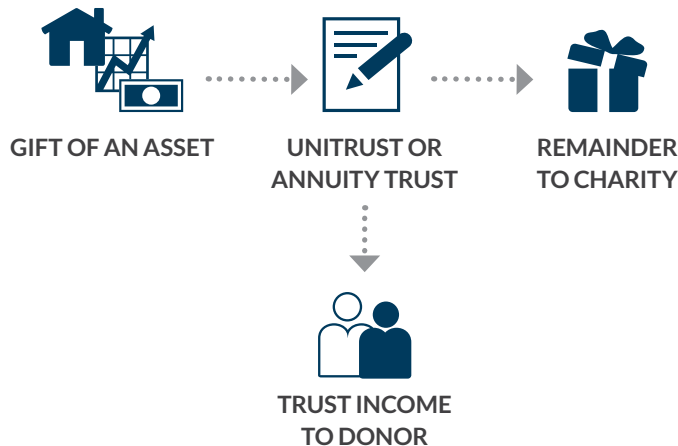 GIFT OF AN ASSET
UNITRUST OR
ANNUITY TRUST
REMAINDER
TO CHARITY
TRUST INCOME
TO DONOR